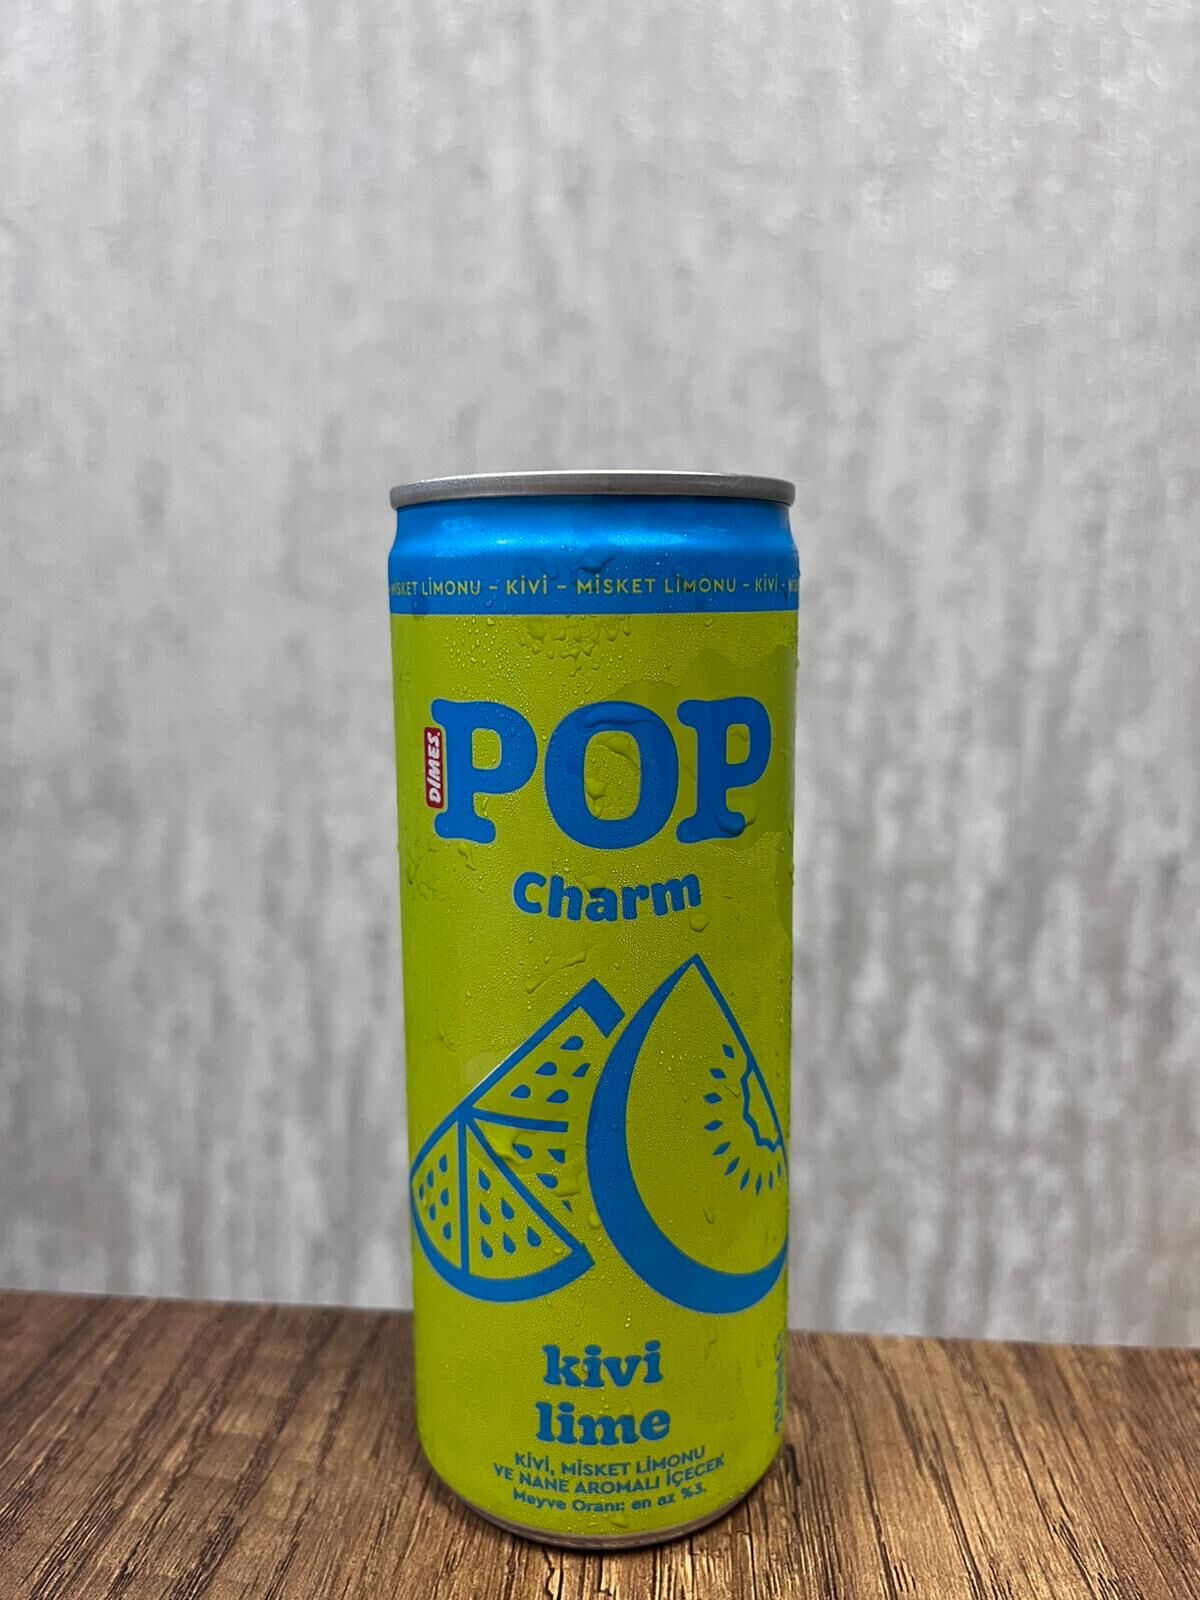 MİSKET LİMONU – KİVİ – MİSKET LİMONU – KİVİ –
DİMES
POP
Charm
kivi
lime
KİVİ, MİSKET LİMONU
VE NANE AROMALI İÇECEK
Meyve Oranı: en az %3.